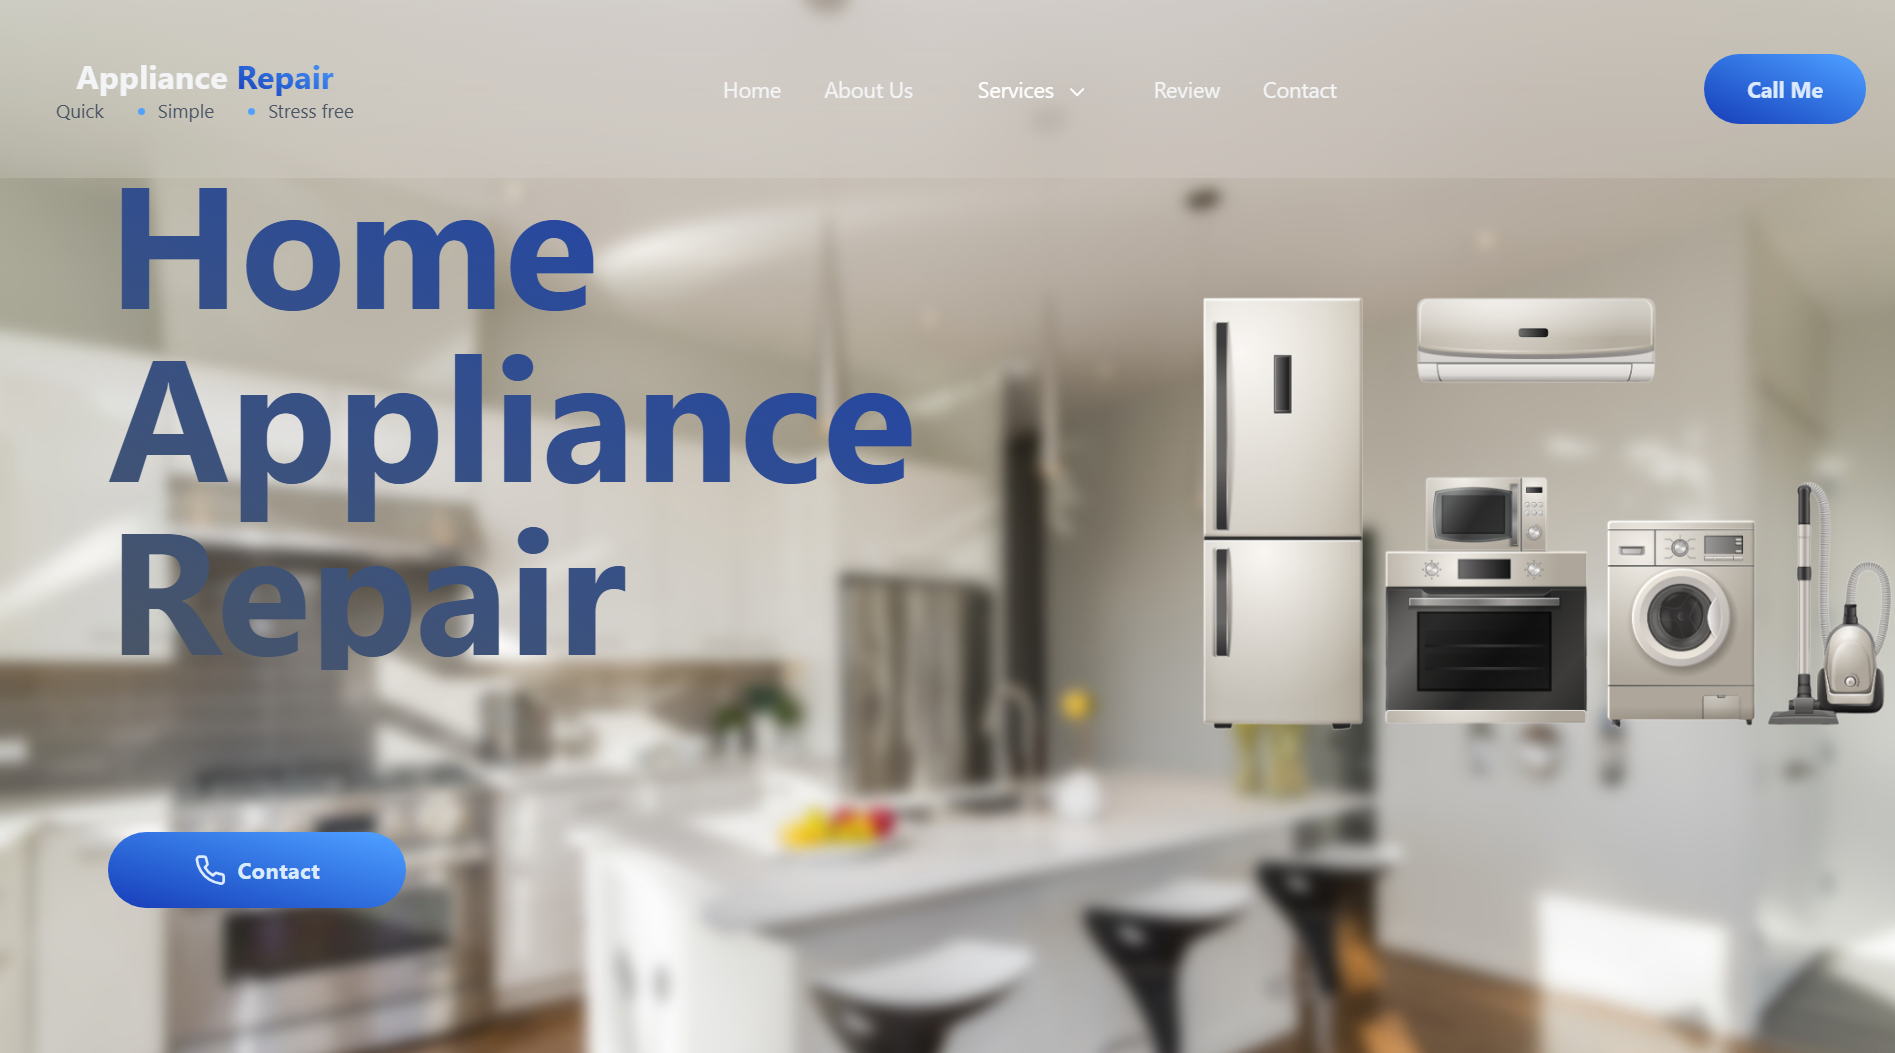 Appliance Repair
Quick • Simple • Stress free
Home About Us Services Review Contact
Call Me
Home
Appliance
Repair
Contact